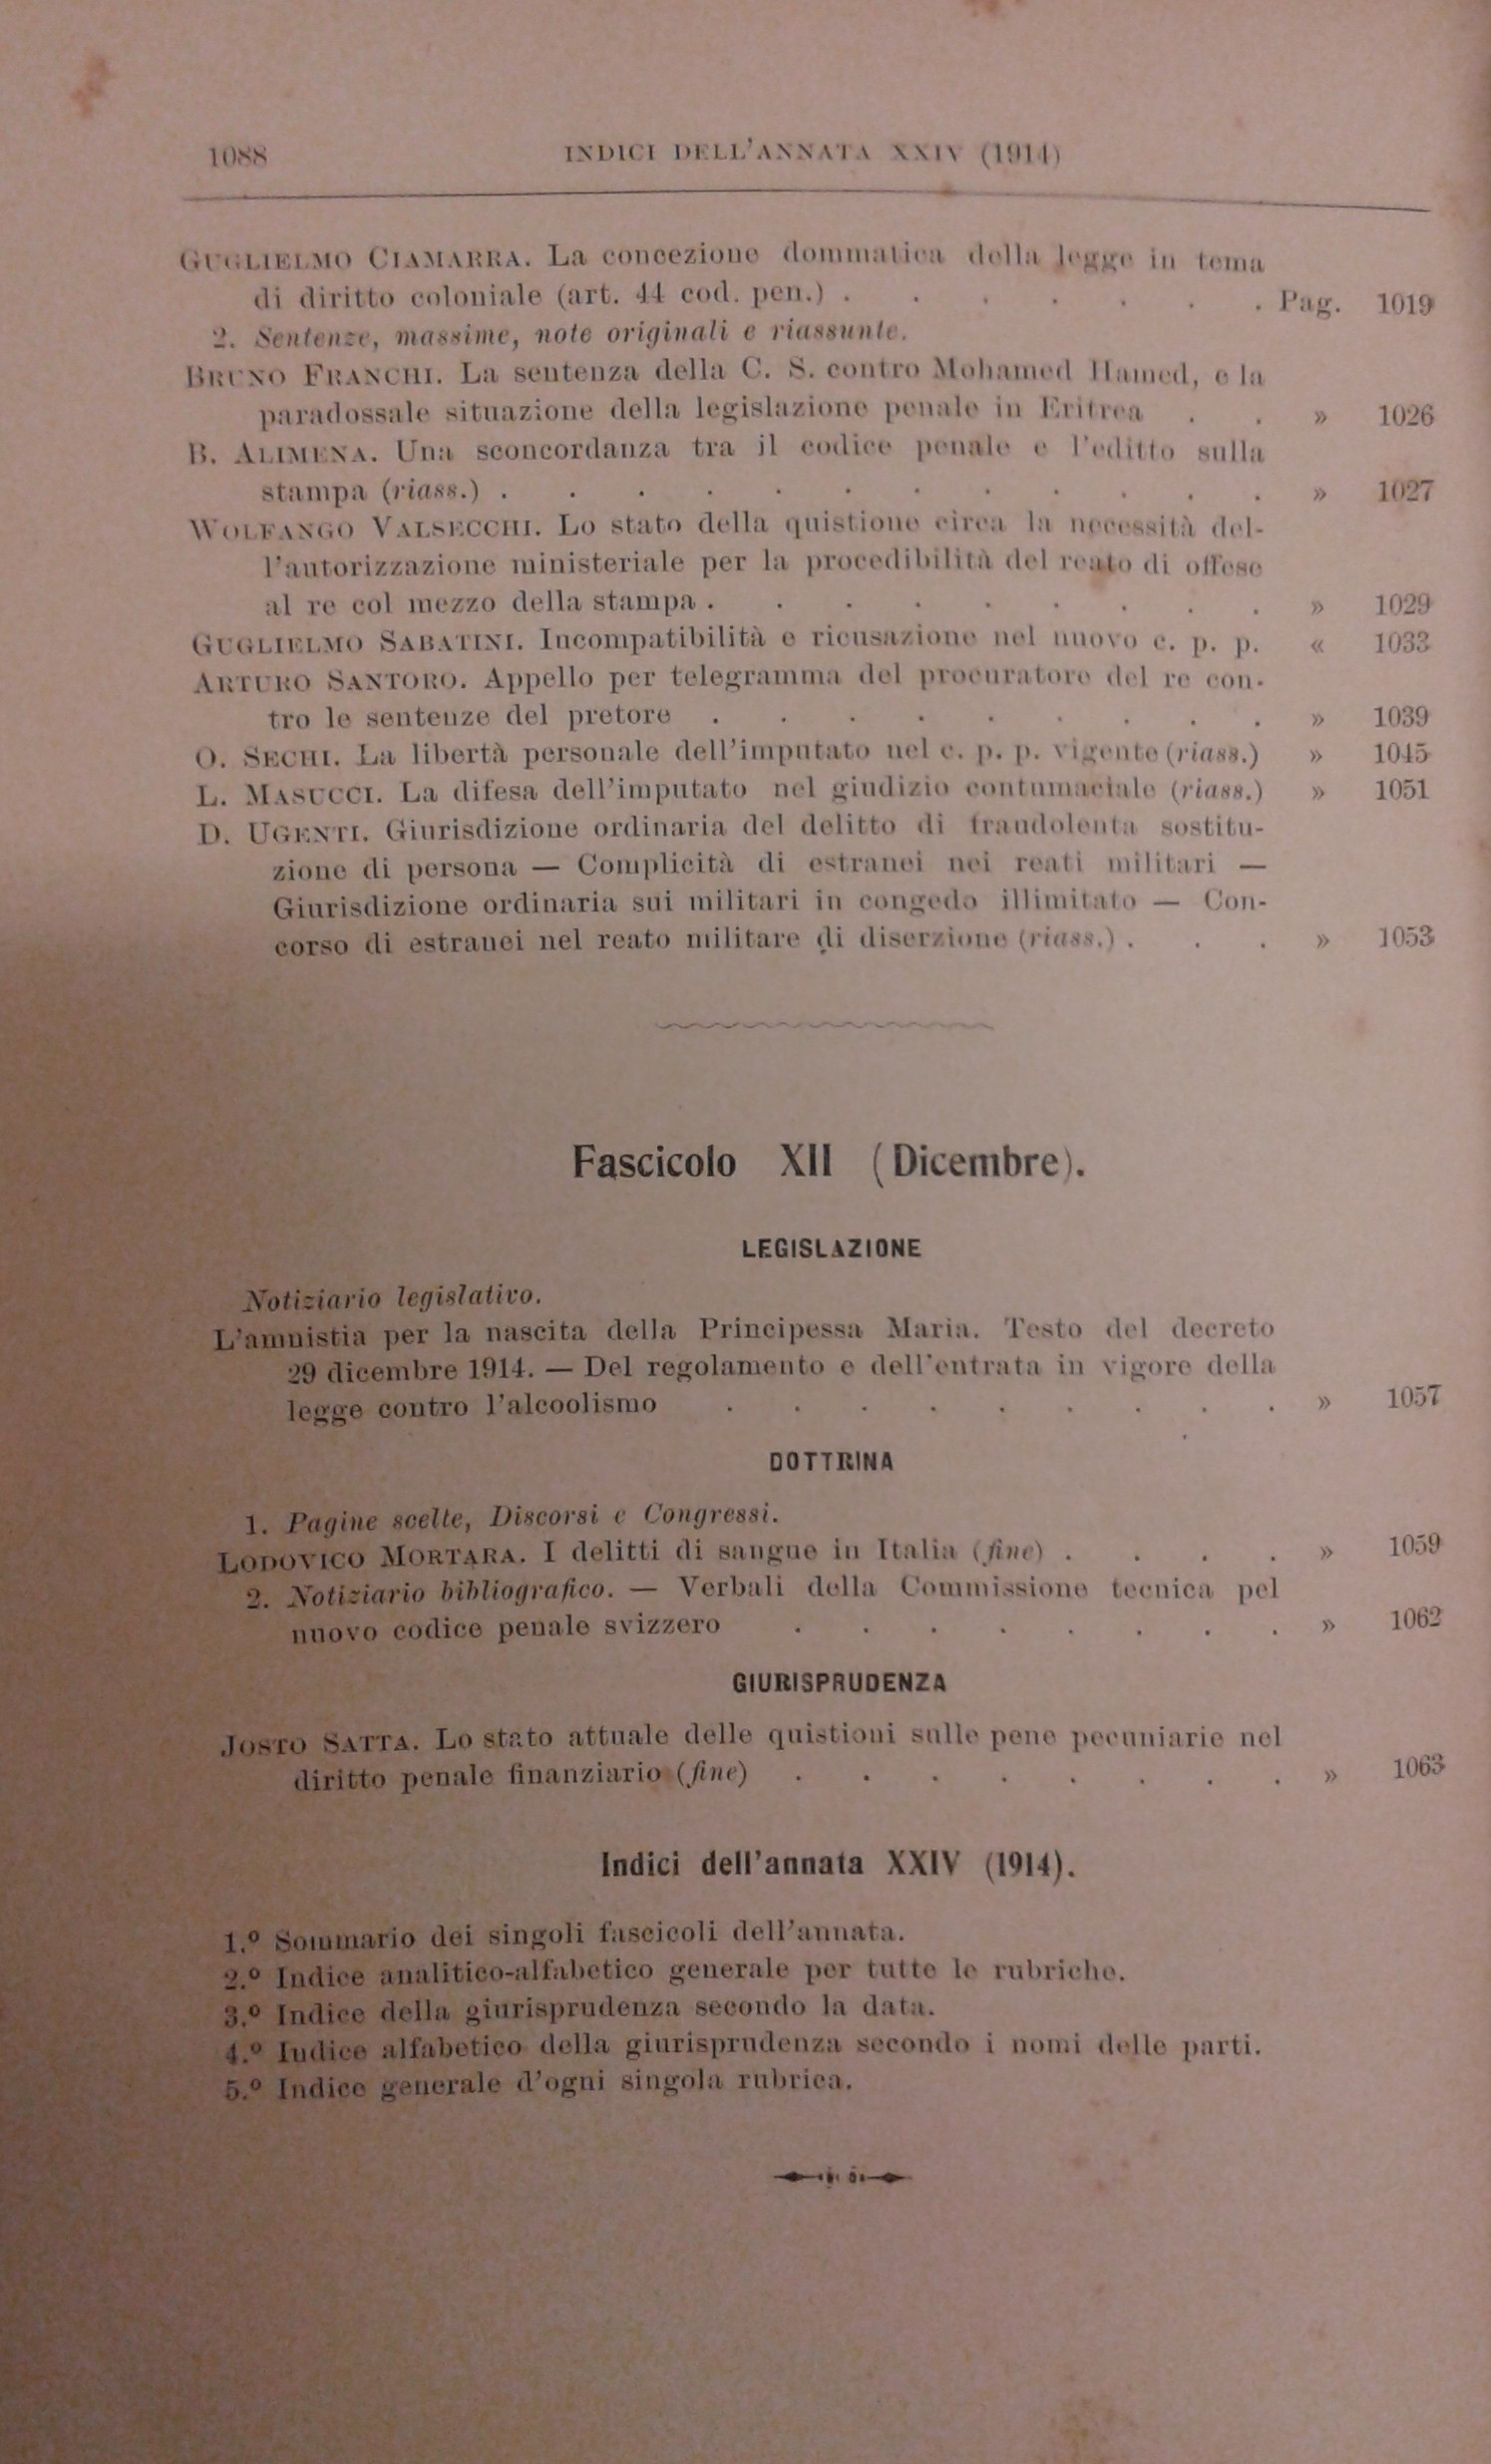 1088 INDICI DELL'ANNATA XXIV (1914)
GUGLIELMO CIAMARRA. La concezione dommatica della legge in tema
di diritto coloniale (art. 44 cod. pen.) . . . . . . . Pag. 1019
2. Sentenze, massime, note originali e riassunte.
BRUNO FRANCHI. La sentenza della C. S. contro Mohamed Hamed, e la
paradossale situazione della legislazione penale in Eritrea . . » 1026
B. ALIMENA. Una sconcordanza tra il codice penale e l'editto sulla
stampa (riass.) . . . . . . . . . . . . » 1027
WOLFANGO VALSECCHI. Lo stato della quistione circa la necessità del-
l'autorizzazione ministeriale per la procedibilità del reato di offese
al re col mezzo della stampa . . . . . . . . . » 1029
GUGLIELMO SABATINI. Incompatibilità e ricusazione nel nuovo c. p. p. « 1033
ARTURO SANTORO. Appello per telegramma del procuratore del re con-
tro le sentenze del pretore . . . . . . . . . » 1039
O. SECHI. La libertà personale dell'imputato nel c. p. p. vigente (riass.) » 1045
L. MASUCCI. La difesa dell'imputato nel giudizio contumaciale (riass.) » 1051
D. UGENTI. Giurisdizione ordinaria del delitto di fraudolenta sostitu-
zione di persona — Complicità di estranei nei reati militari —
Giurisdizione ordinaria sui militari in congedo illimitato — Con-
corso di estranei nel reato militare di diserzione (riass.) . . . » 1053
Fascicolo XII (Dicembre).
LEGISLAZIONE
Notiziario legislativo.
L'amnistia per la nascita della Principessa Maria. Testo del decreto
29 dicembre 1914. — Del regolamento e dell'entrata in vigore della
legge contro l'alcoolismo . . . . . . . . . » 1057
DOTTRINA
1. Pagine scelte, Discorsi e Congressi.
LODOVICO MORTARA. I delitti di sangue in Italia (fine) . . . . » 1059
2. Notiziario bibliografico. — Verbali della Commissione tecnica pel
nuovo codice penale svizzero . . . . . . . . » 1062
GIURISPRUDENZA
JOSTO SATTA. Lo stato attuale delle quistioni sulle pene pecuniarie nel
diritto penale finanziario (fine) . . . . . . . . » 1063
Indici dell'annata XXIV (1914).
1.º Sommario dei singoli fascicoli dell'annata.
2.º Indice analitico-alfabetico generale per tutte le rubriche.
3.º Indice della giurisprudenza secondo la data.
4.º Indice alfabetico della giurisprudenza secondo i nomi delle parti.
5.º Indice generale d'ogni singola rubrica.